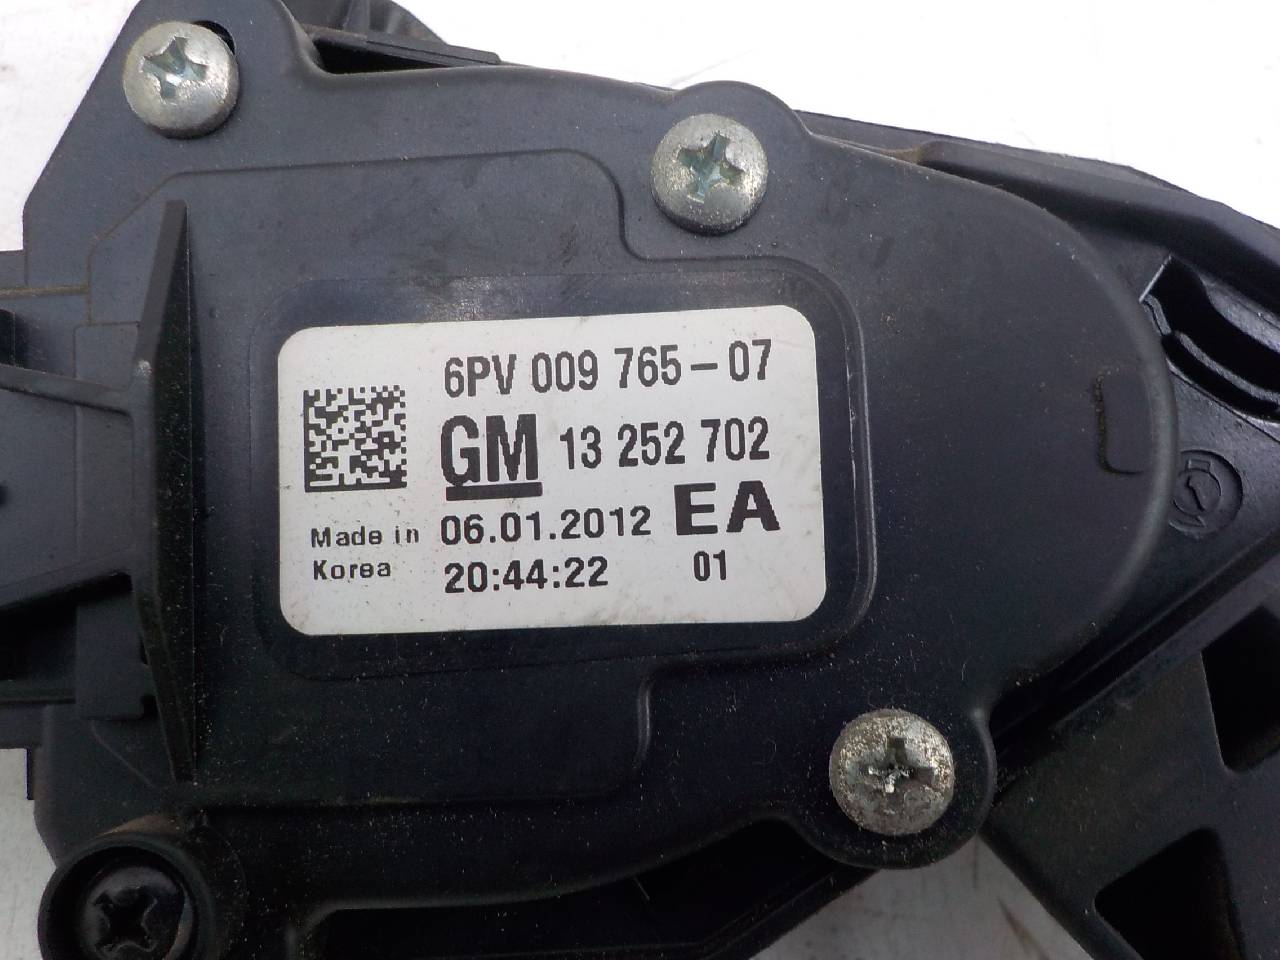 6PV 009 765-07
GM 13 252 702
Made in 06.01.2012 EA
Korea 20:44:22 01